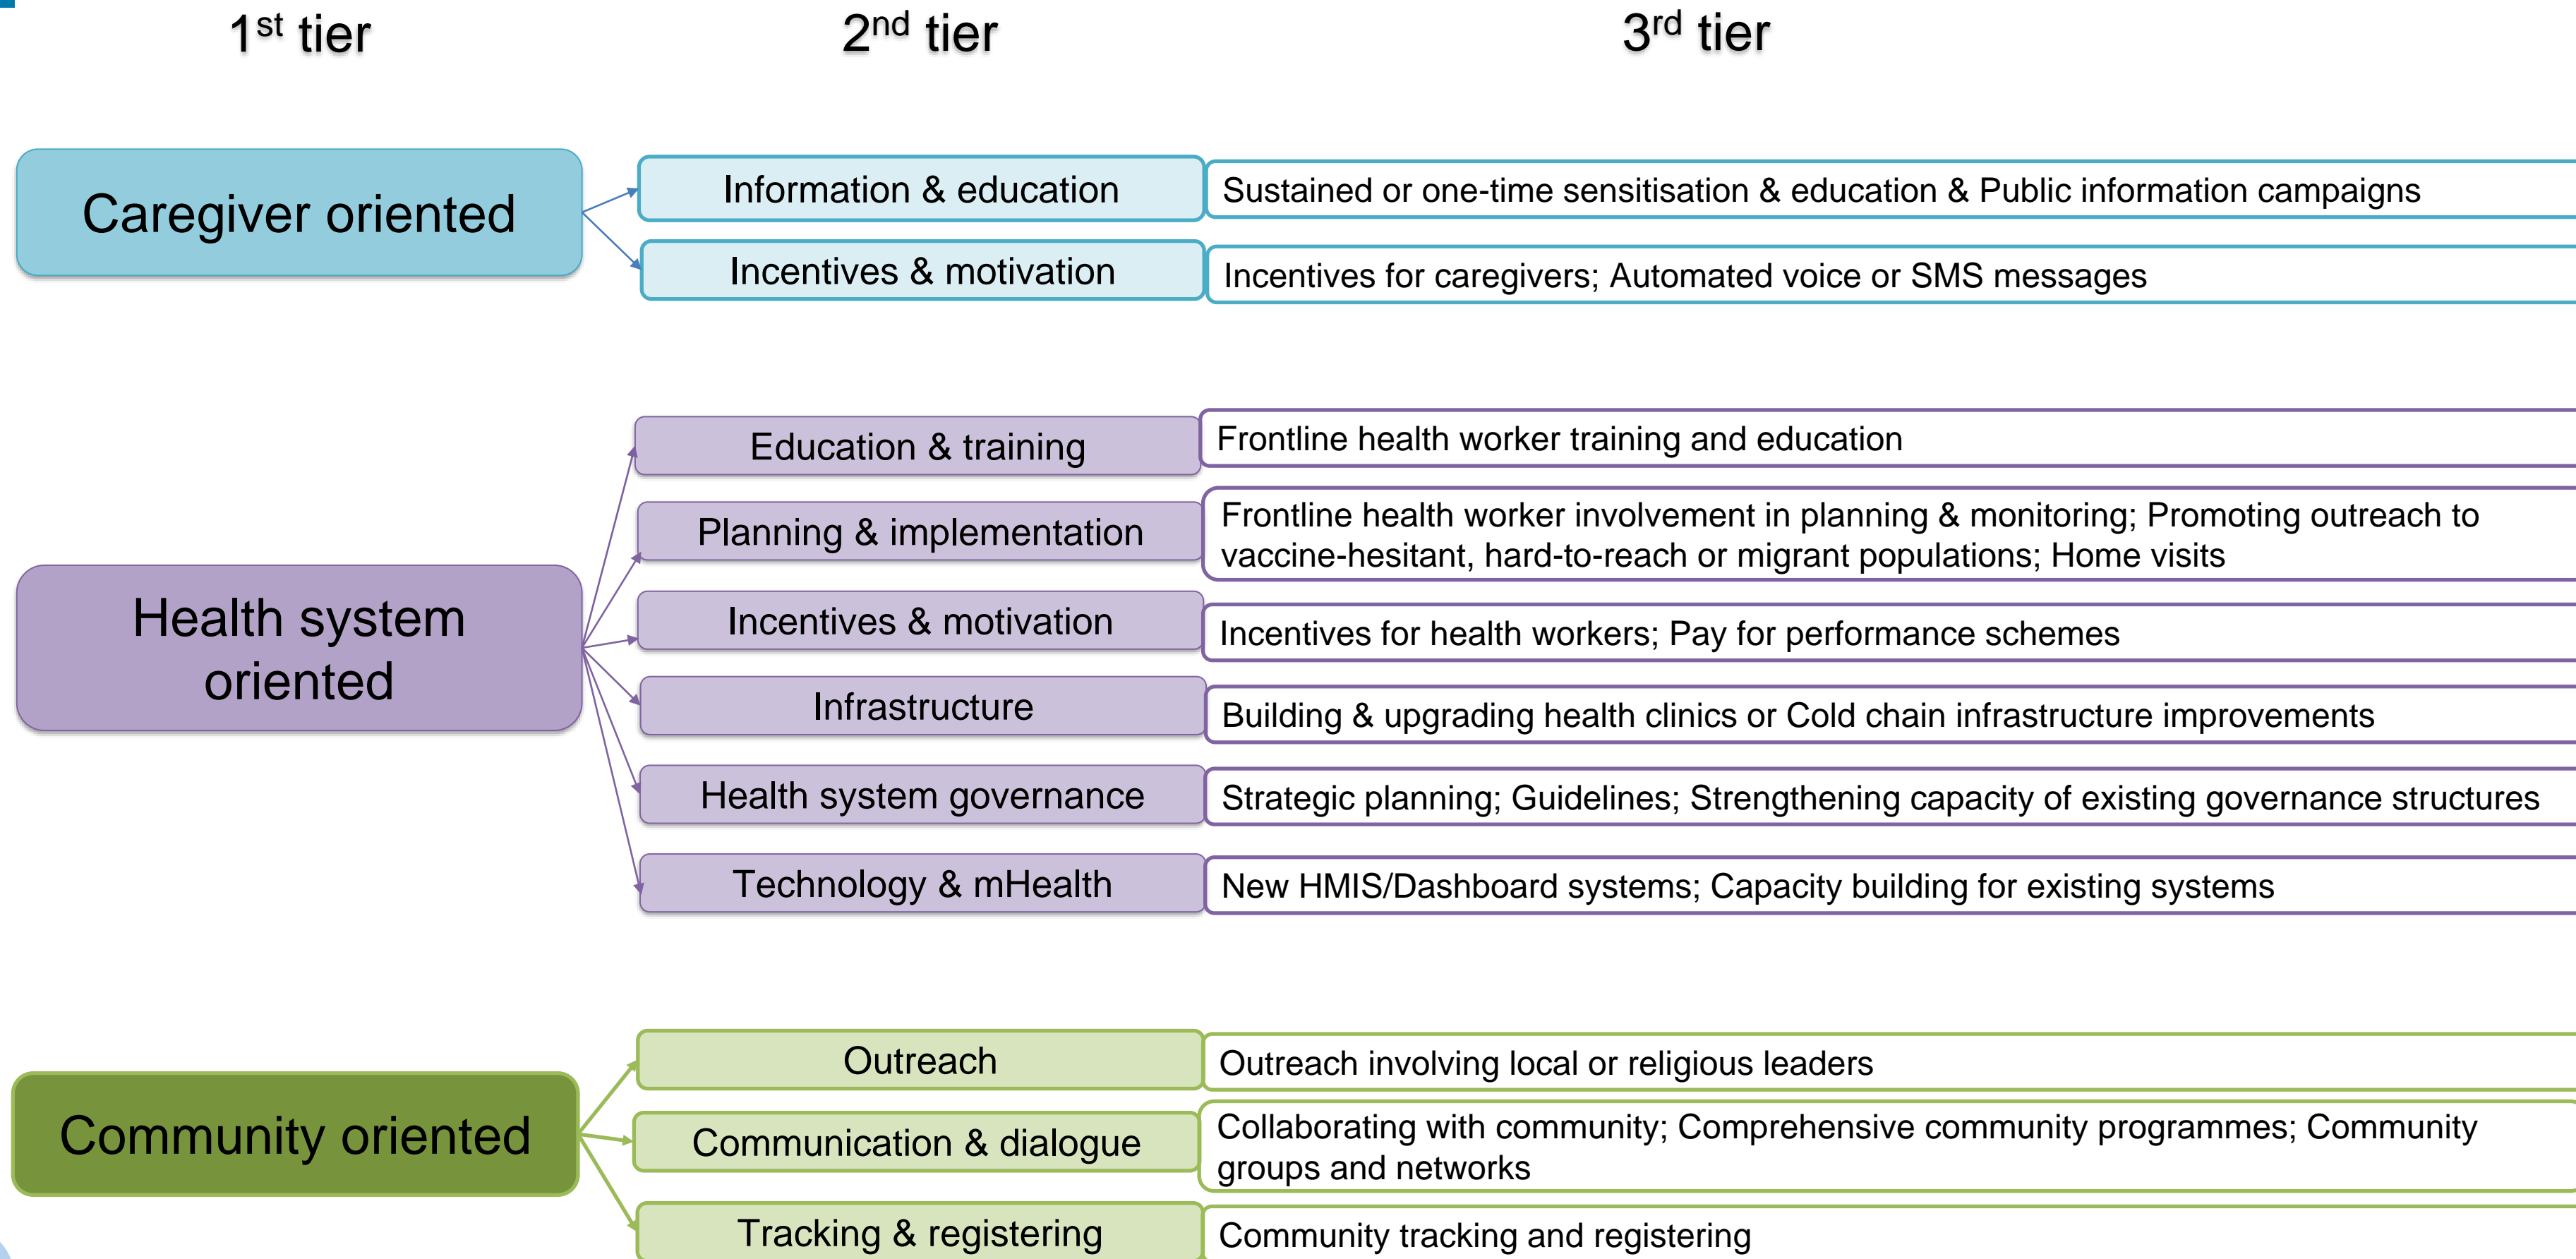 1st tier
2nd tier
3rd tier
Caregiver oriented
Information & education
Sustained or one-time sensitisation & education & Public information campaigns
Incentives & motivation
Incentives for caregivers; Automated voice or SMS messages
Health system
oriented
Education & training
Frontline health worker training and education
Planning & implementation
Frontline health worker involvement in planning & monitoring; Promoting outreach to
vaccine-hesitant, hard-to-reach or migrant populations; Home visits
Incentives & motivation
Incentives for health workers; Pay for performance schemes
Infrastructure
Building & upgrading health clinics or Cold chain infrastructure improvements
Health system governance
Strategic planning; Guidelines; Strengthening capacity of existing governance structures
Technology & mHealth
New HMIS/Dashboard systems; Capacity building for existing systems
Community oriented
Outreach
Outreach involving local or religious leaders
Communication & dialogue
Collaborating with community; Comprehensive community programmes; Community
groups and networks
Tracking & registering
Community tracking and registering